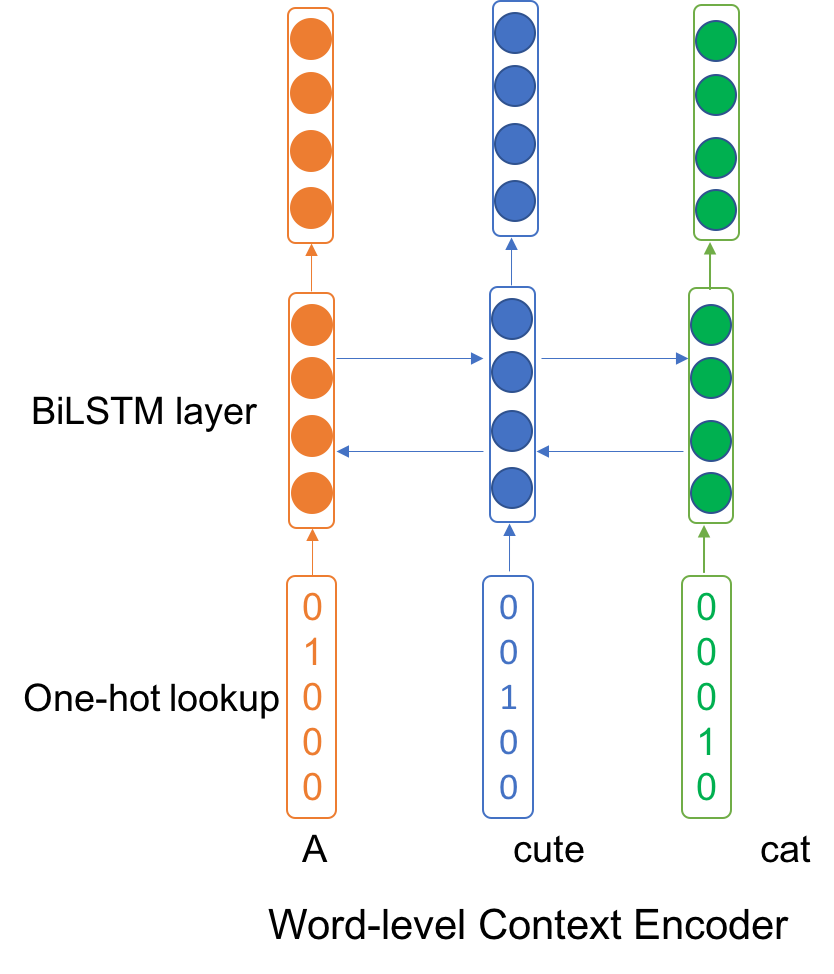 BiLSTM layer
0 0 0
1 0 0
One-hot lookup 0 1 0
0 0 1
0 0 0
A cute cat
Word-level Context Encoder